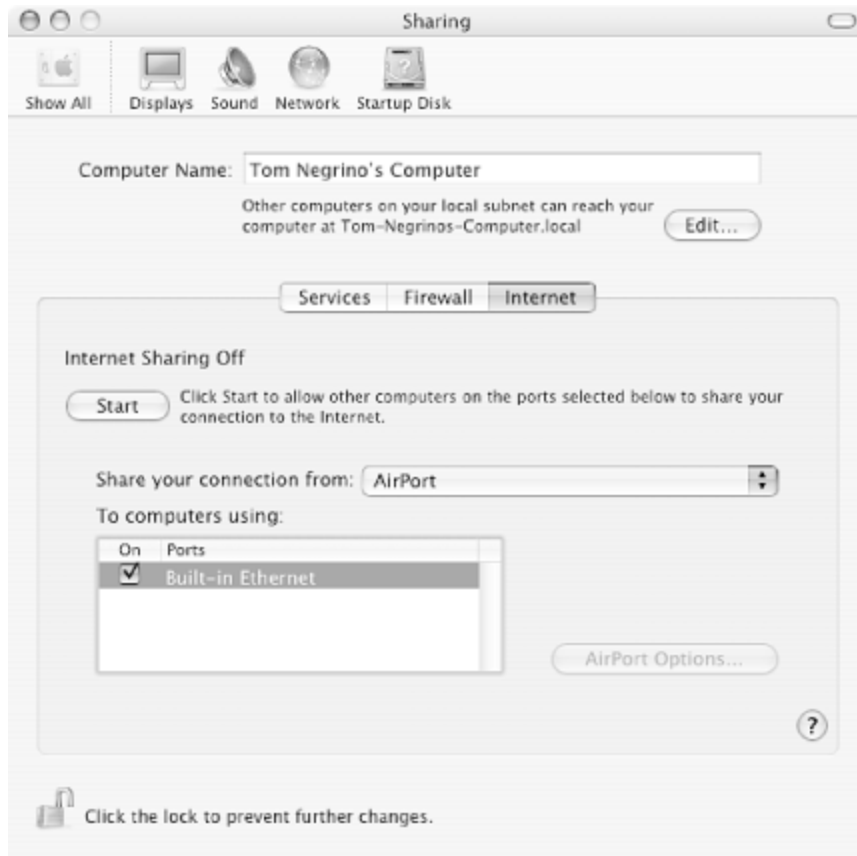 Sharing
Show All Displays Sound Network Startup Disk
Computer Name: Tom Negrino's Computer
Other computers on your local subnet can reach your
computer at Tom-Negrinos-Computer.local
Edit...
Services Firewall Internet
Internet Sharing Off
Start
Click Start to allow other computers on the ports selected below to share your
connection to the Internet.
Share your connection from: AirPort
To computers using:
On Ports
Built-in Ethernet
AirPort Options...
?
Click the lock to prevent further changes.